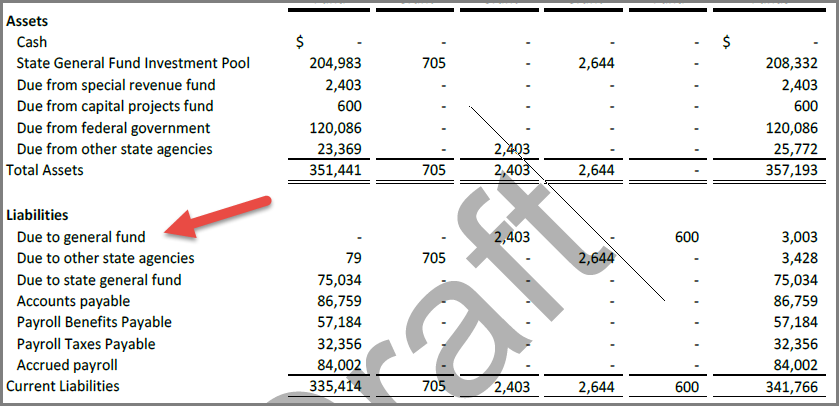 Assets
Cash $ - - - - - $ -
State General Fund Investment Pool 204,983 705 - 2,644 - 208,332
Due from special revenue fund 2,403 - - - - 2,403
Due from capital projects fund 600 - - - - 600
Due from federal government 120,086 - - - - 120,086
Due from other state agencies 23,369 - 2,403 - - 25,772
Total Assets 351,441 705 2,403 2,644 - 357,193
Liabilities
Due to general fund - - 2,403 - 600 3,003
Due to other state agencies 79 705 - 2,644 - 3,428
Due to state general fund 75,034 - - - - 75,034
Accounts payable 86,759 - - - - 86,759
Payroll Benefits Payable 57,184 - - - - 57,184
Payroll Taxes Payable 32,356 - - - - 32,356
Accrued payroll 84,002 - - - - 84,002
Current Liabilities 335,414 705 2,403 2,644 600 341,766
Draft